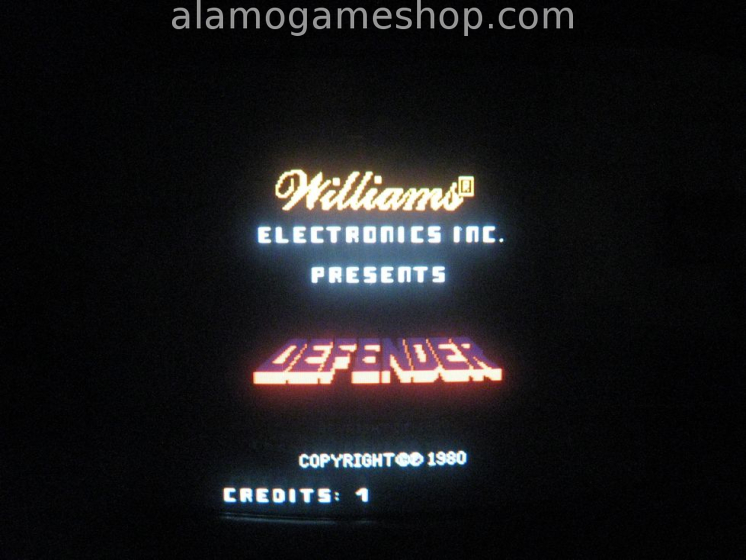 alamogameshop.com
Williams®
ELECTRONICS INC.
PRESENTS
DEFENDER
COPYRIGHT©℗ 1980
CREDITS: 1